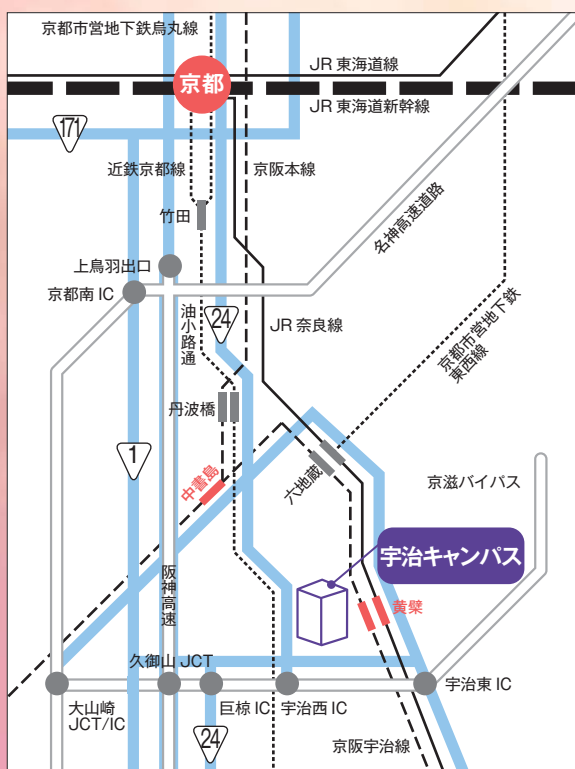 京都市営地下鉄烏丸線
JR 東海道線
京都
JR 東海道新幹線
171
近鉄京都線
京阪本線
竹田
名神高速道路
上鳥羽出口
京都南 IC
油小路通
24
JR 奈良線
京都市営地下鉄
東西線
丹波橋
1
中書島
六地蔵
京滋バイパス
宇治キャンパス
阪神高速
黄檗
久御山 JCT
大山崎
JCT/IC
巨椋 IC
宇治西 IC
宇治東 IC
24
京阪宇治線